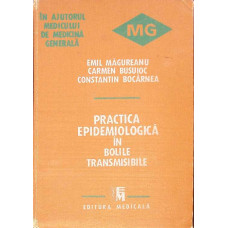 ÎN AJUTORUL
MEDICULUI
DE MEDICINĂ
GENERALĂ
MG
EMIL MĂGUREANU
CARMEN BUSUIOC
CONSTANTIN BOCÂRNEA
PRACTICA
EPIDEMIOLOGICĂ
ÎN
BOLILE
TRANSMISIBILE
EDITURA MEDICALĂ